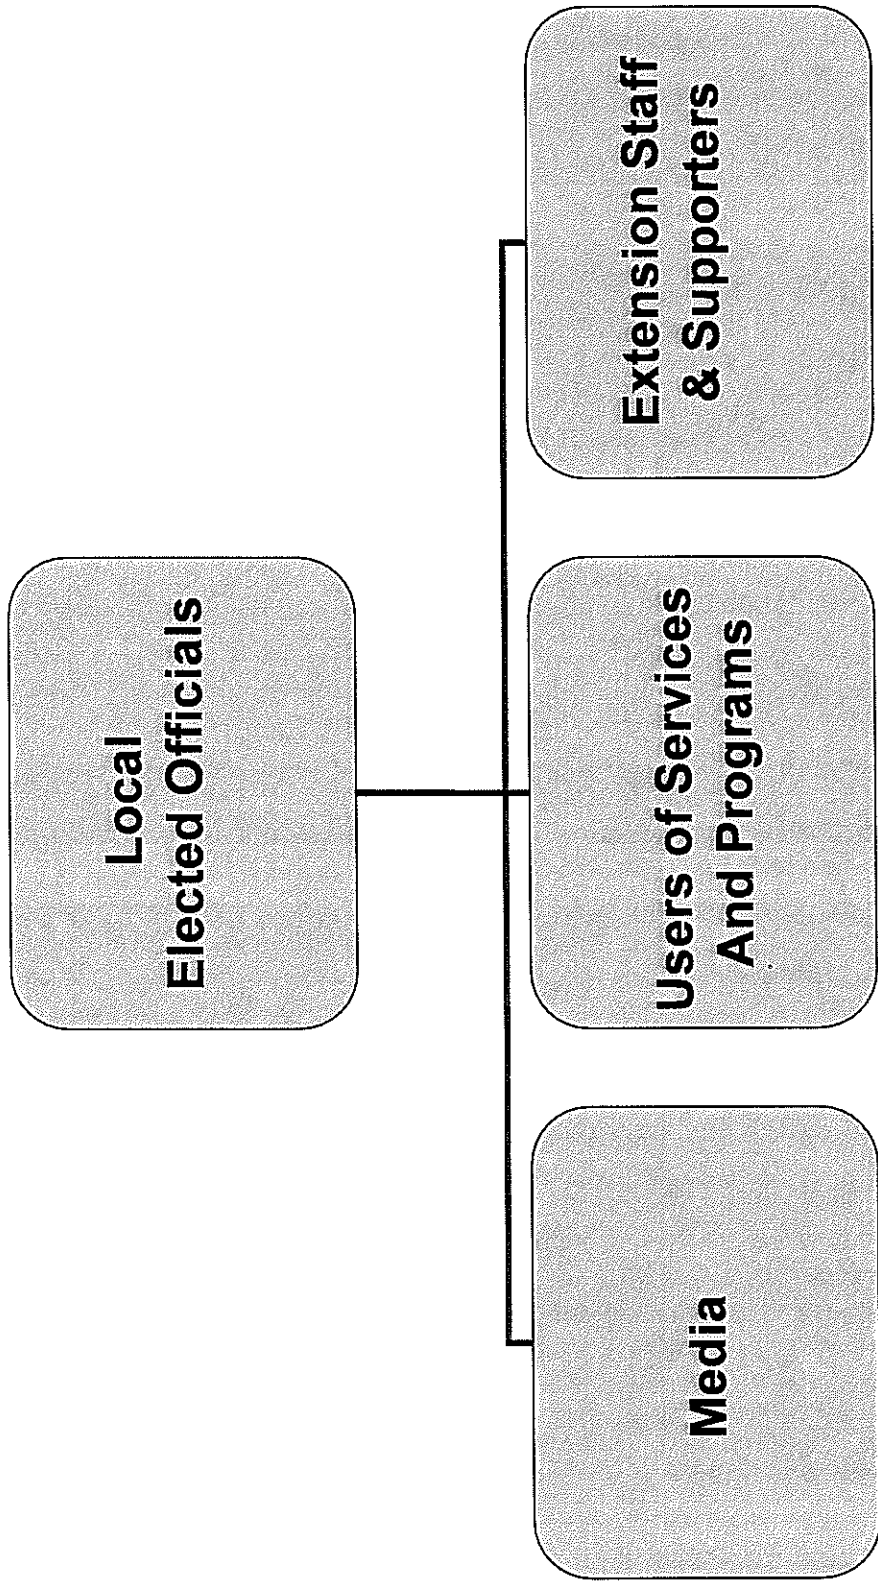 Local
Elected Officials
Media
Users of Services
And Programs
Extension Staff
& Supporters